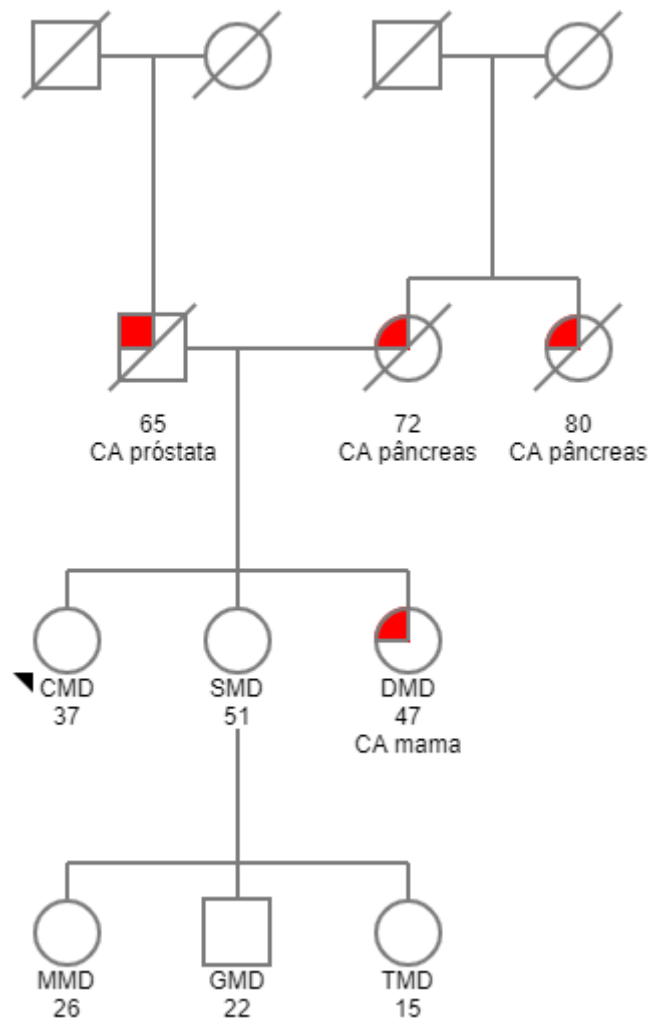 65
CA próstata
72
CA pâncreas
80
CA pâncreas
CMD
37
SMD
51
DMD
47
CA mama
MMD
26
GMD
22
TMD
15